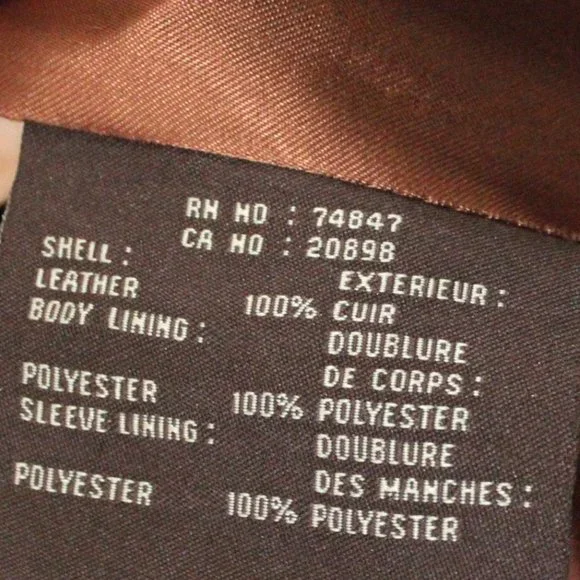 RN NO : 74847
CA NO : 20898
SHELL : EXTERIEUR :
LEATHER 100% CUIR
BODY LINING : DOUBLURE
DE CORPS :
POLYESTER 100% POLYESTER
SLEEVE LINING : DOUBLURE
DES MANCHES :
POLYESTER 100% POLYESTER